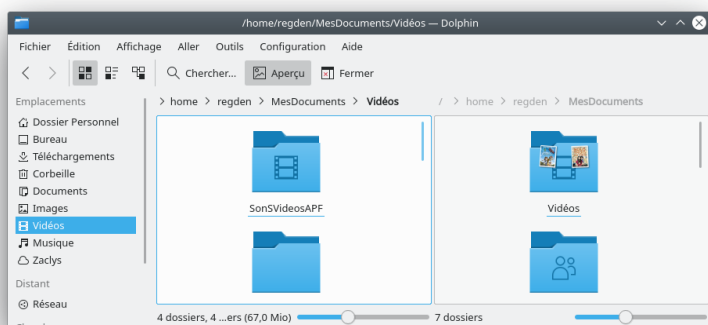 /home/regden/MesDocuments/Vidéos — Dolphin
Fichier Édition Affichage Aller Outils Configuration Aide
Chercher... Aperçu Fermer
Emplacements
Dossier Personnel
Bureau
Téléchargements
Corbeille
Documents
Images
Vidéos
Musique
Zaclys
Distant
Réseau
> home > regden > MesDocuments > Vidéos
SonSVideosAPF
4 dossiers, 4 ...ers (67,0 Mio)
/ > home > regden > MesDocuments
Vidéos
7 dossiers